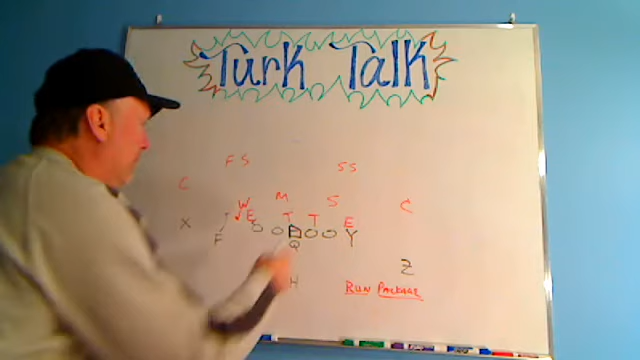 Turk Talk
FS SS
C
W M S C
E T T E
X
F Y
Q
Z
H
RUN PACKAGE